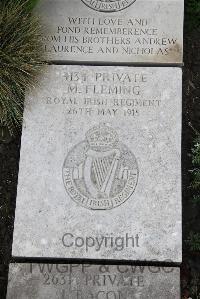 WITH LOVE AND
FOND REMEMBERENCE
FROM HIS BROTHERS ANDREW
LAURENCE AND NICHOLAS
PRIVATE
M. FLEMING
ROYAL IRISH REGIMENT
26TH MAY 1915
THE ROYAL IRISH REGIMENT
Copyright
TWGPP & CWGC
PRIVATE